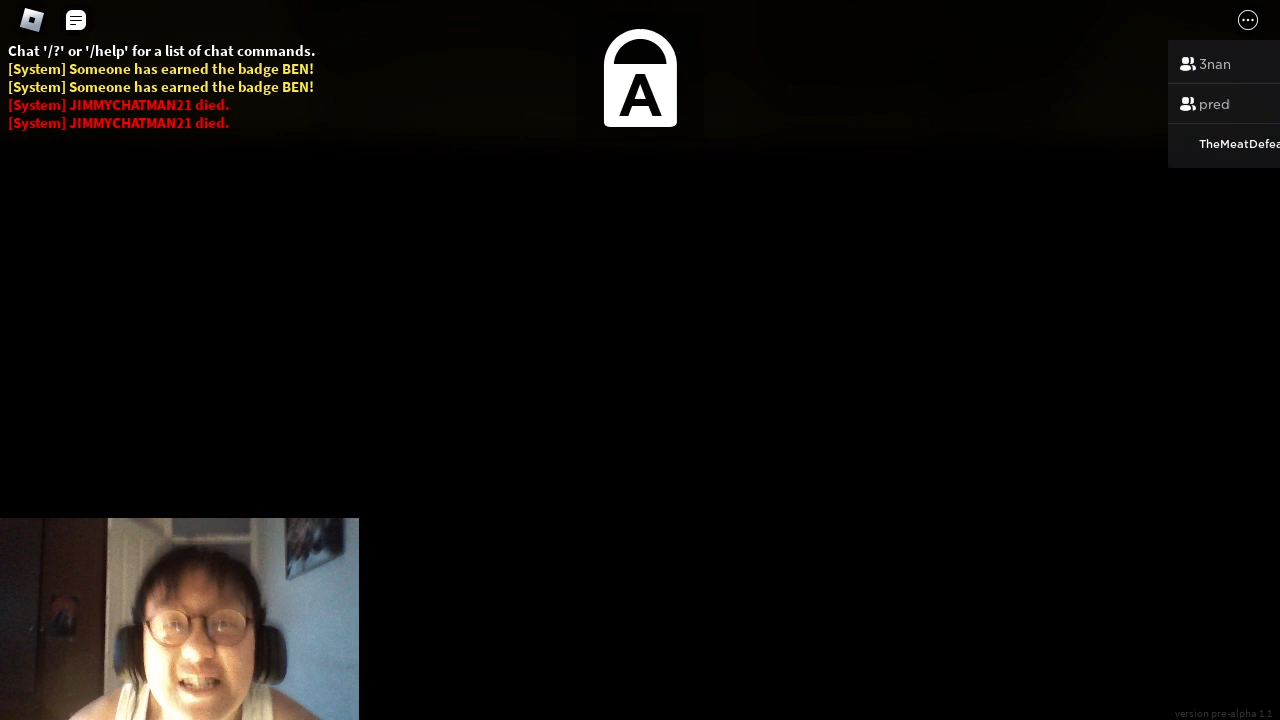 Chat '/?' or '/help' for a list of chat commands.
[System] Someone has earned the badge BEN!
[System] Someone has earned the badge BEN!
[System] JIMMYCHATMAN21 died.
[System] JIMMYCHATMAN21 died.
A
3nan
pred
TheMeatDefea
version pre-alpha 1.1